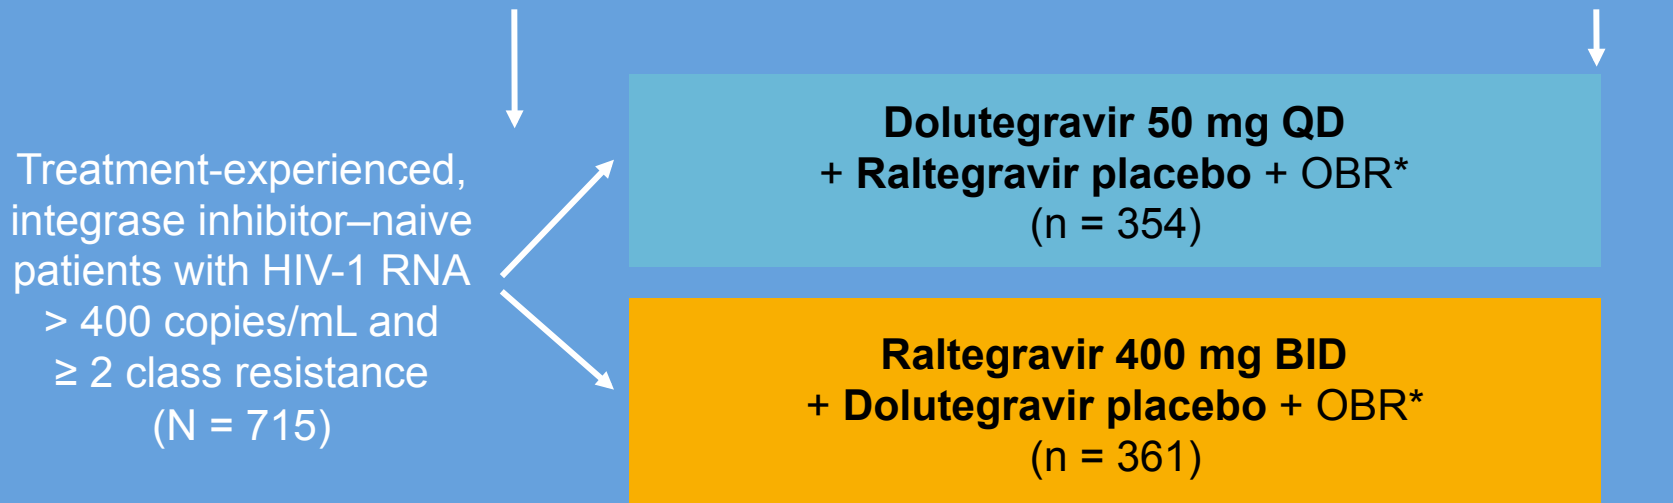 Treatment-experienced,
integrase inhibitor–naive
patients with HIV-1 RNA
> 400 copies/mL and
≥ 2 class resistance
(N = 715)
Dolutegravir 50 mg QD
+ Raltegravir placebo + OBR*
(n = 354)
Raltegravir 400 mg BID
+ Dolutegravir placebo + OBR*
(n = 361)